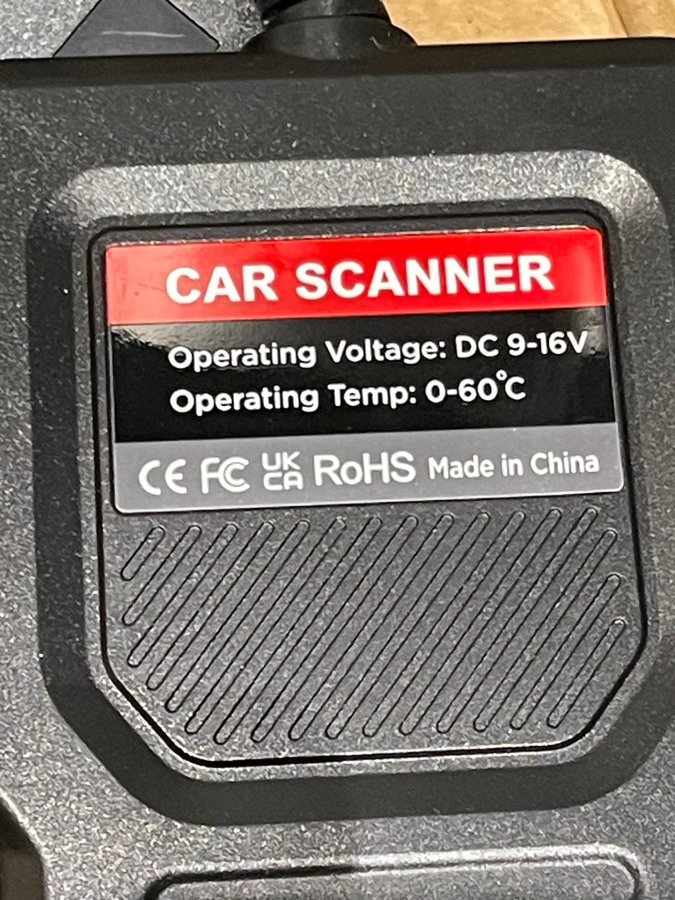 CAR SCANNER
Operating Voltage: DC 9-16V
Operating Temp: 0-60°C
CE FC UK CA RoHS Made in China